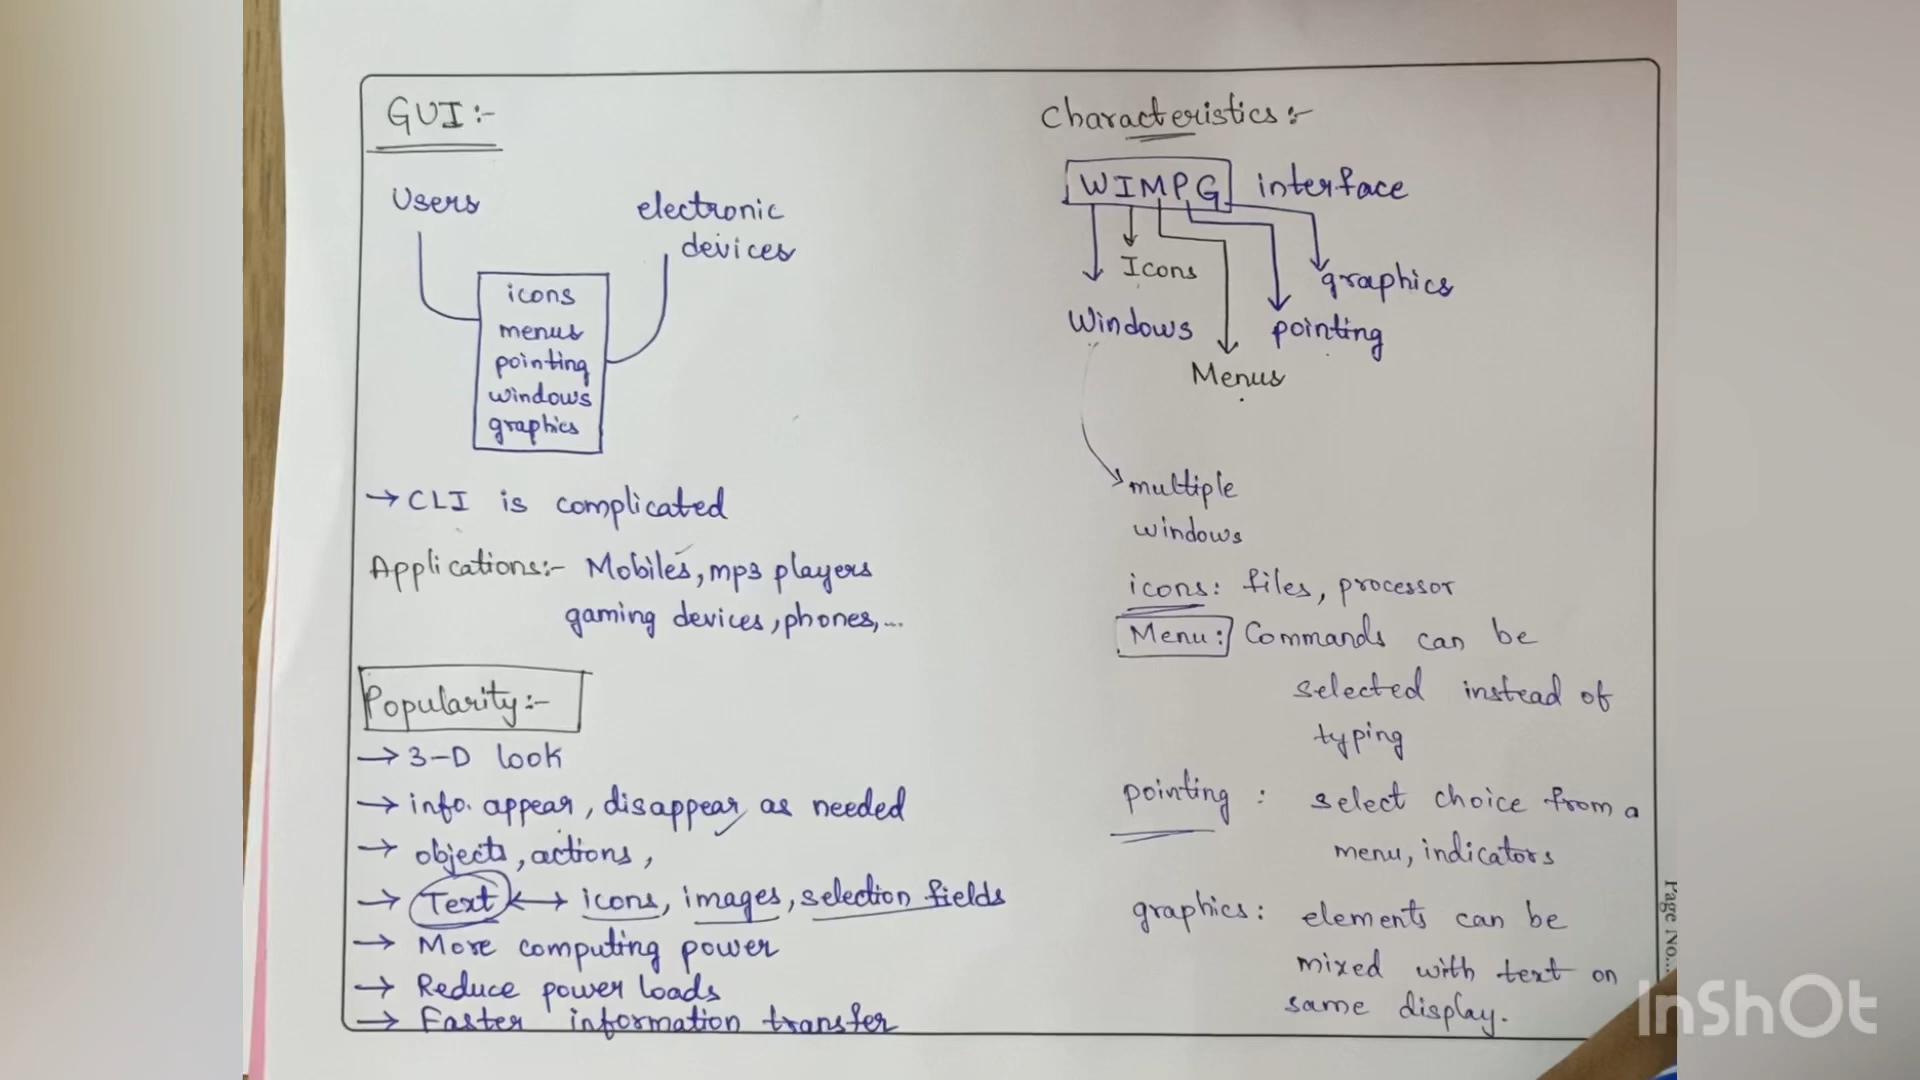 GUI:-
Users
electronic
devices
icons
menus
pointing
windows
graphics
→ CLI is complicated
Applications:- Mobiles, mp3 players
gaming devices, phones, ...
Popularity:-
→ 3-D look
→ info. appear, disappear as needed
→ objects, actions,
→ Text ↔ icons, images, selection fields
→ More computing power
→ Reduce power loads
→ Faster information transfer
Characteristics:-
WIMPG interface
Icons
graphics
Windows
pointing
Menus
multiple
windows
icons: files, processor
Menu: Commands can be
selected instead of
typing
pointing : select choice from a
menu, indicators
graphics: elements can be
mixed with text on
same display.
Page No...
InShOt